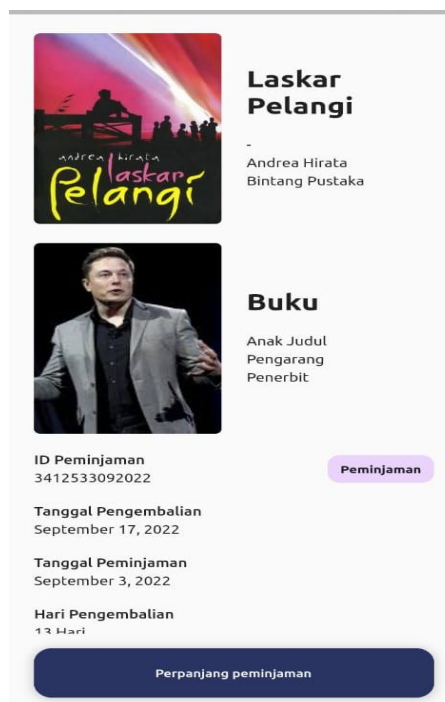 andrea hirata
laskar
pelangi
Laskar
Pelangi
-
Andrea Hirata
Bintang Pustaka
Buku
Anak Judul
Pengarang
Penerbit
ID Peminjaman
3412533092022
Peminjaman
Tanggal Pengembalian
September 17, 2022
Tanggal Peminjaman
September 3, 2022
Hari Pengembalian
13 Hari
Perpanjang peminjaman